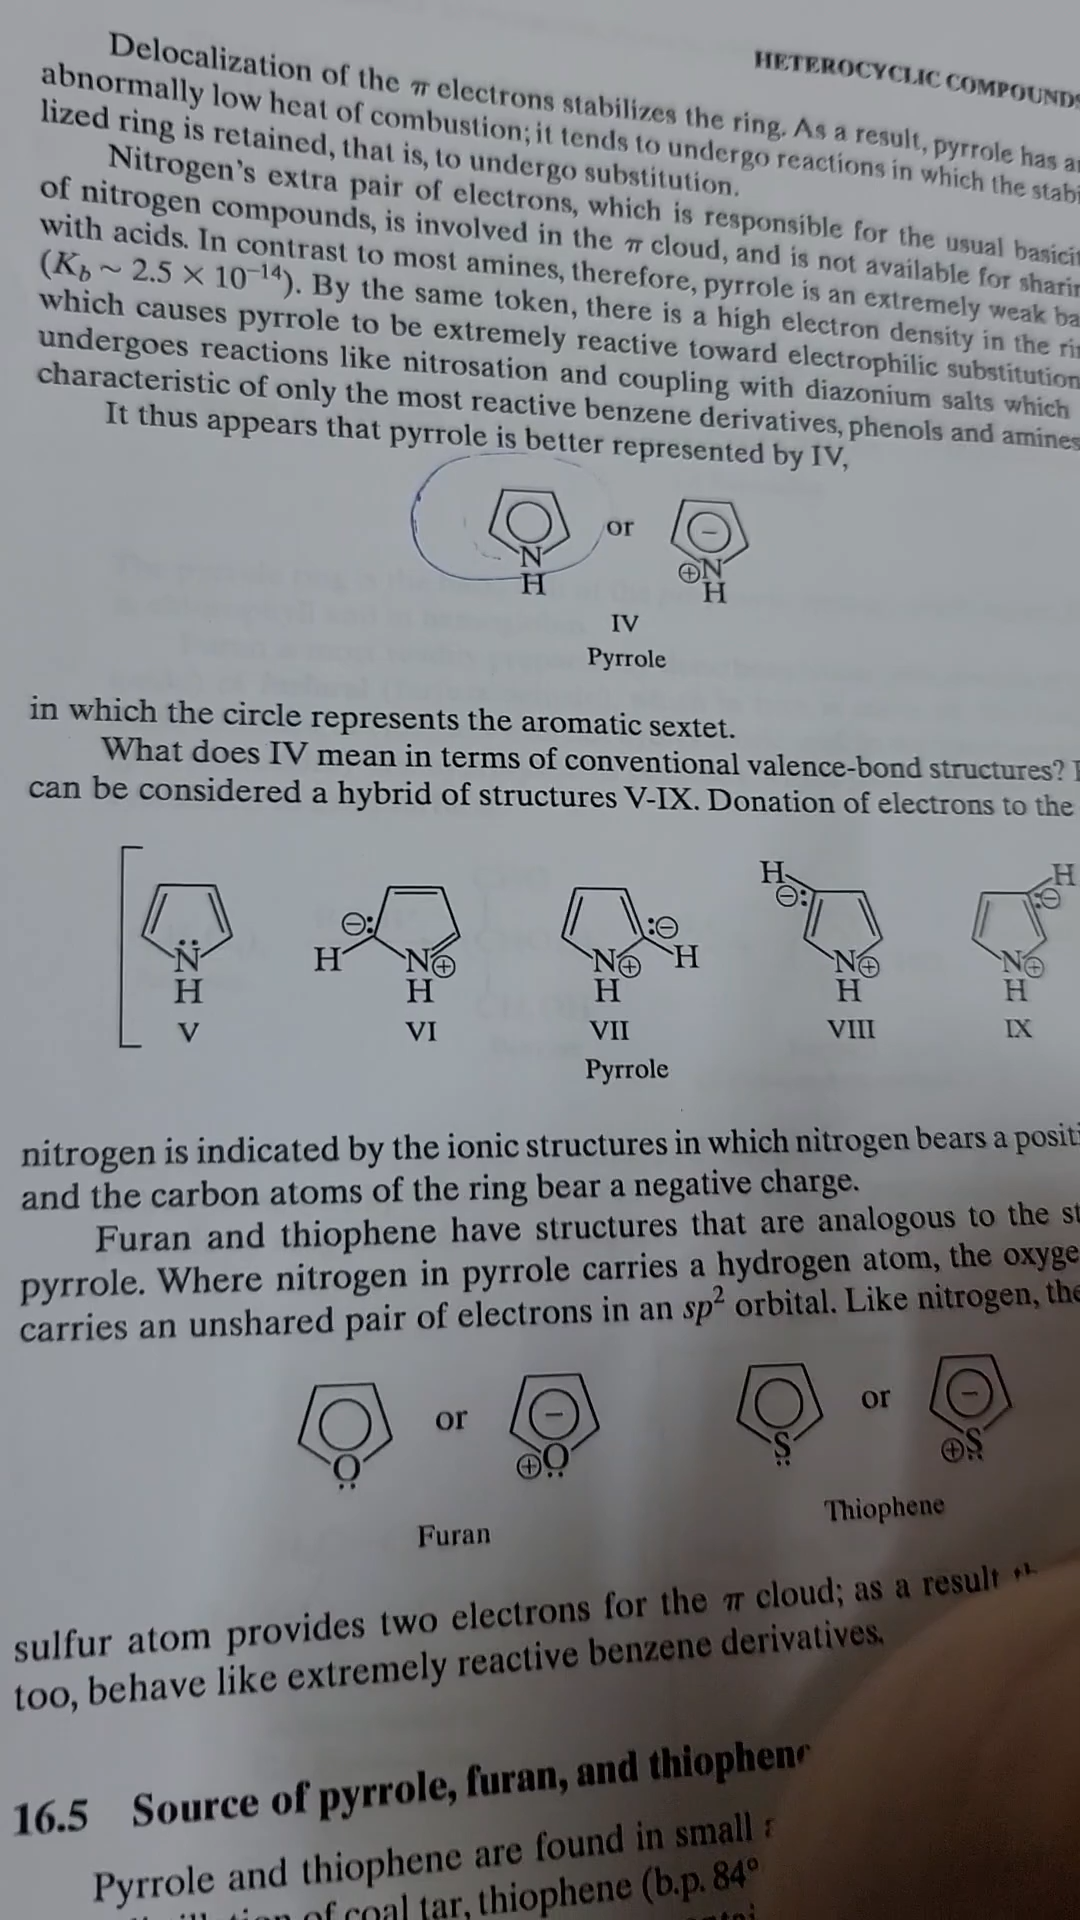 HETEROCYCLIC COMPOUNDS
Delocalization of the π electrons stabilizes the ring. As a result, pyrrole has
abnormally low heat of combustion; it tends to undergo reactions in which the
lized ring is retained, that is, to undergo substitution.
Nitrogen's extra pair of electrons, which is responsible for the usual
of nitrogen compounds, is involved in the π cloud, and is not available for
with acids. In contrast to most amines, therefore, pyrrole is an extremely weak
(K_b ~ 2.5 × 10⁻¹⁴). By the same token, there is a high electron density in the
which causes pyrrole to be extremely reactive toward electrophilic substitution
undergoes reactions like nitrosation and coupling with diazonium salts which
characteristic of only the most reactive benzene derivatives, phenols and amines
It thus appears that pyrrole is better represented by IV,
N H or ⊕N H
IV
Pyrrole
in which the circle represents the aromatic sextet.
What does IV mean in terms of conventional valence-bond structures?
can be considered a hybrid of structures V-IX. Donation of electrons to the
H H
⊖: :⊖ ⊖: :⊖
N H N⊕ H N⊕ H N⊕ N⊕
H H H H H
V VI VII VIII IX
Pyrrole
nitrogen is indicated by the ionic structures in which nitrogen bears a
and the carbon atoms of the ring bear a negative charge.
Furan and thiophene have structures that are analogous to the
pyrrole. Where nitrogen in pyrrole carries a hydrogen atom, the
carries an unshared pair of electrons in an sp² orbital. Like nitrogen, the
O or ⊕O S or ⊕S
Furan Thiophene
sulfur atom provides two electrons for the π cloud; as a result
too, behave like extremely reactive benzene derivatives.
16.5 Source of pyrrole, furan, and thiophene
Pyrrole and thiophene are found in small
of coal tar, thiophene (b.p. 84°